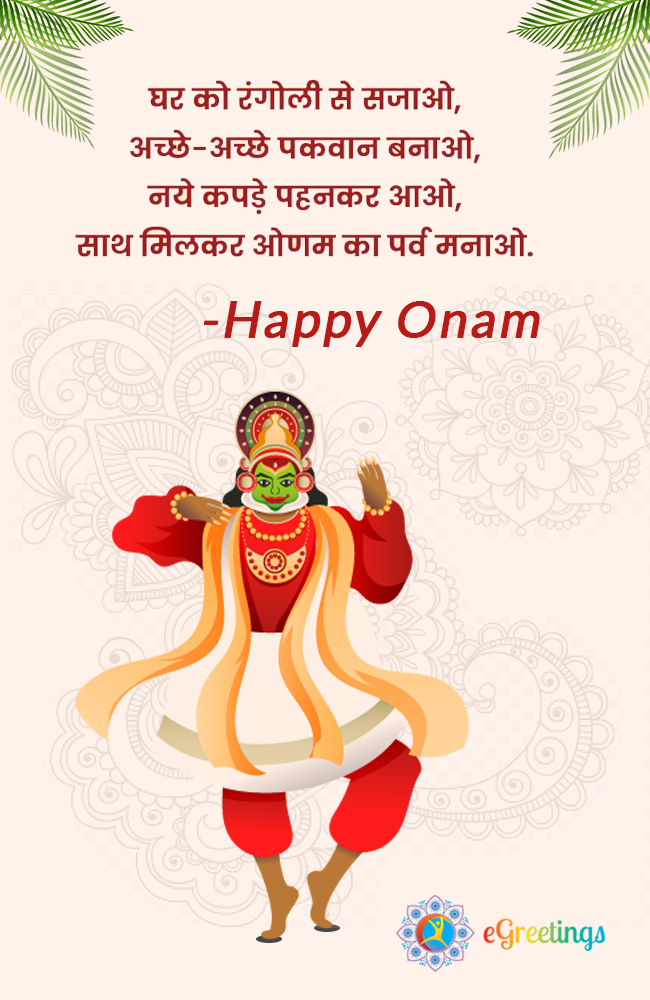 घर को रंगोली से सजाओ,
अच्छे-अच्छे पकवान बनाओ,
नये कपड़े पहनकर आओ,
साथ मिलकर ओणम का पर्व मनाओ.
-Happy Onam
eGreetings